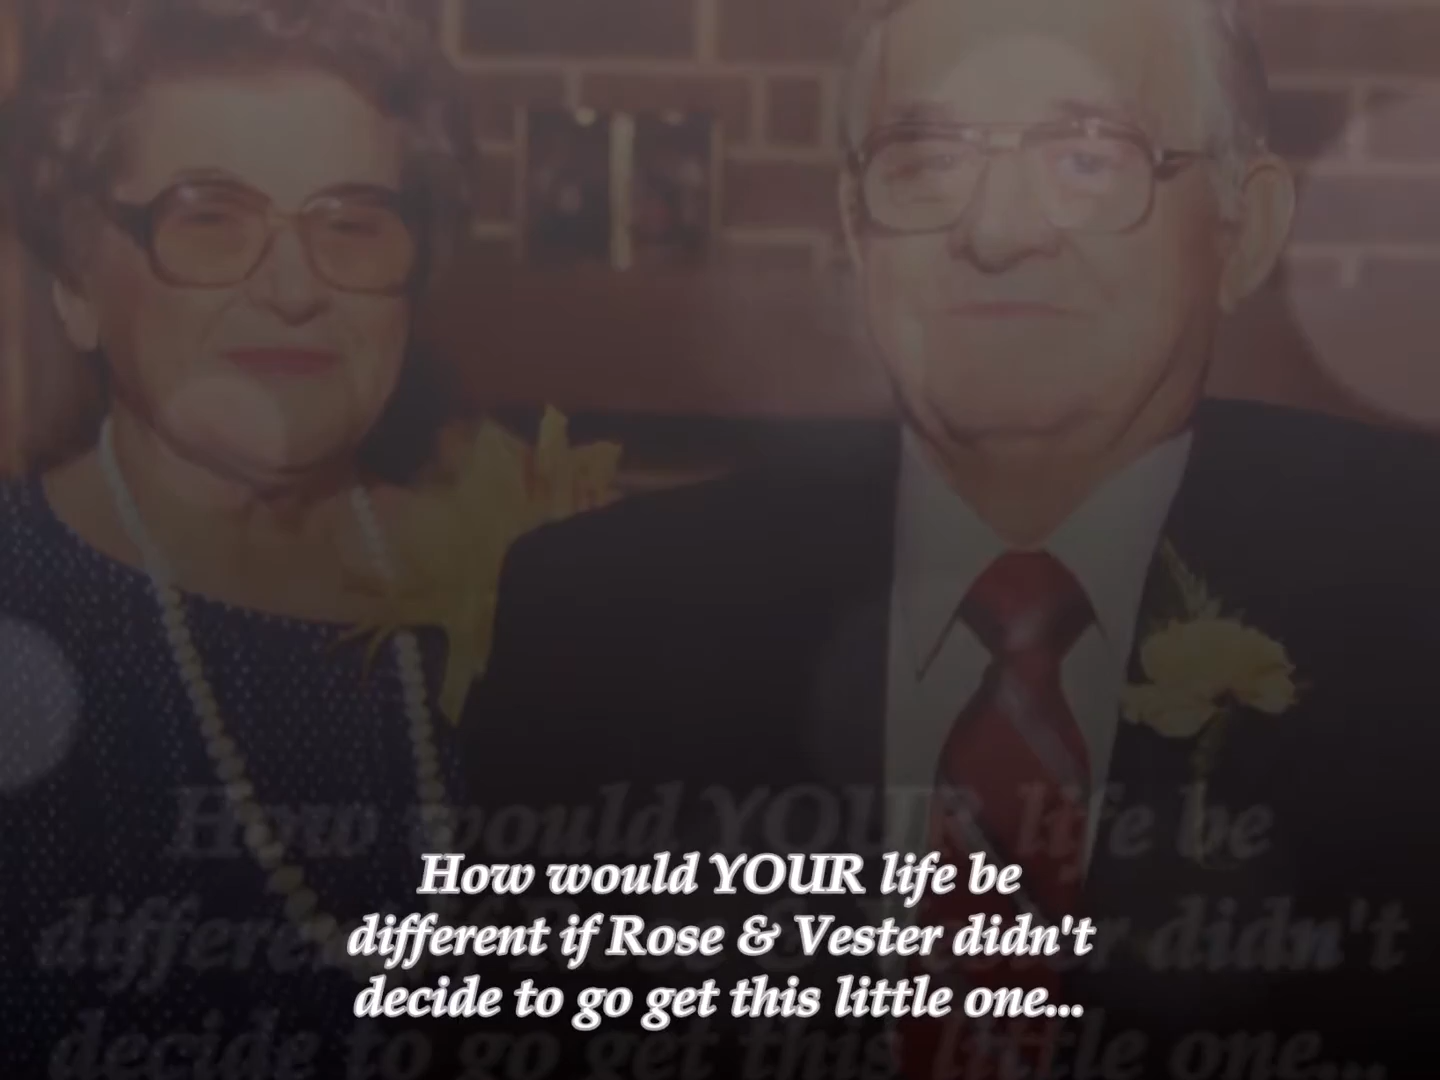 How would YOUR life be
different if Rose & Vester didn't
decide to go get this little one...